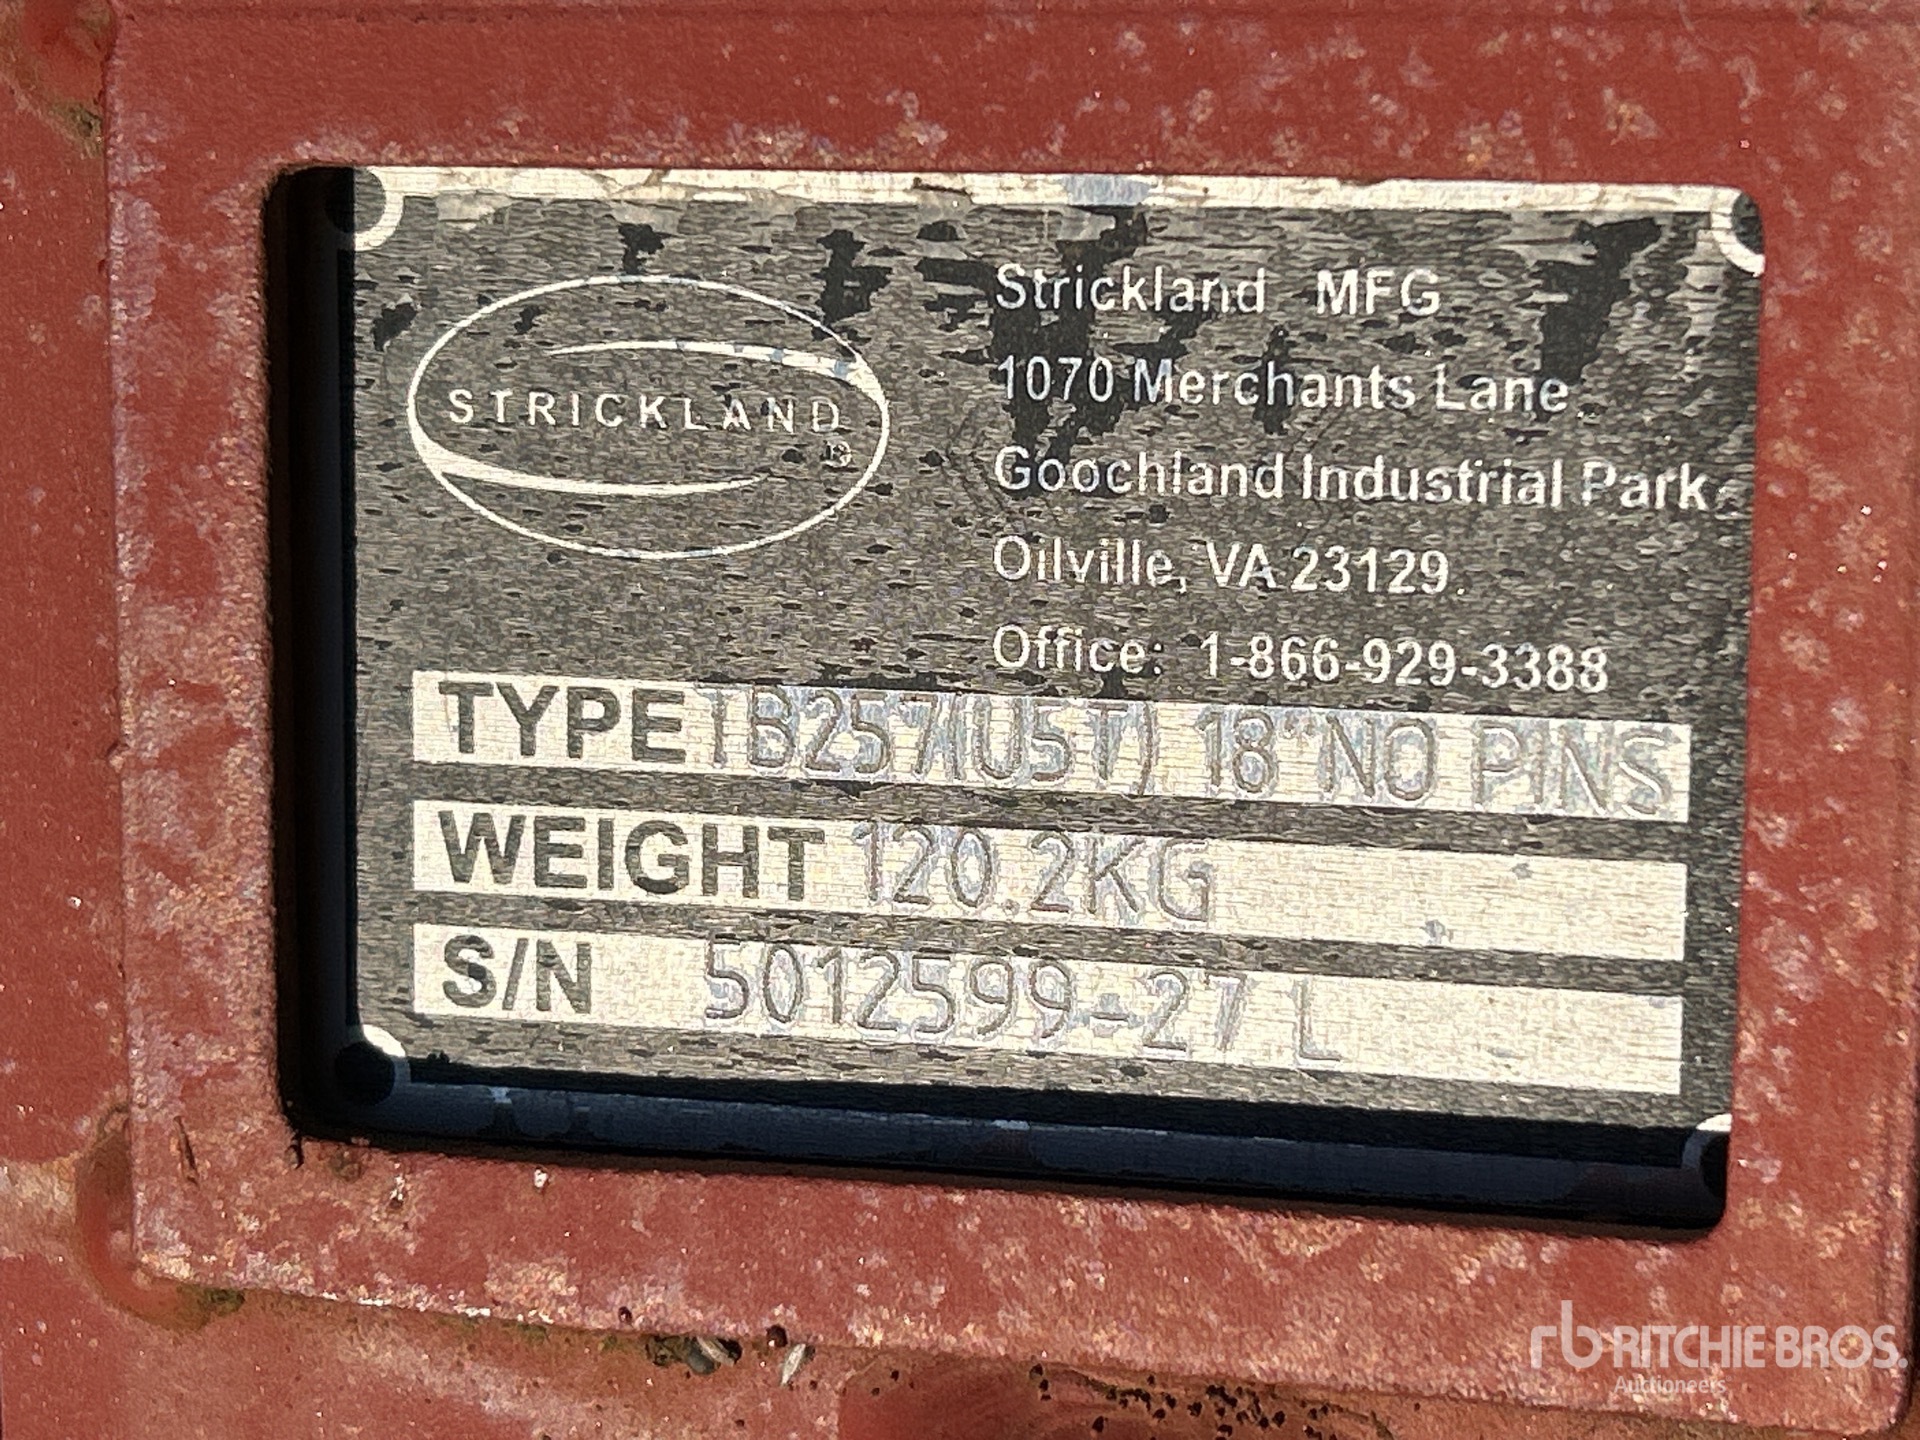 STRICKLAND
Strickland MFG
1070 Merchants Lane
Goochland Industrial Park
Oilville, VA 23129
Office: 1-866-929-3388
TYPE TB257(U5T) 18" NO PINS
WEIGHT 120.2KG
S/N 5012599-27 L
rb RITCHIE BROS.
Auctioneers